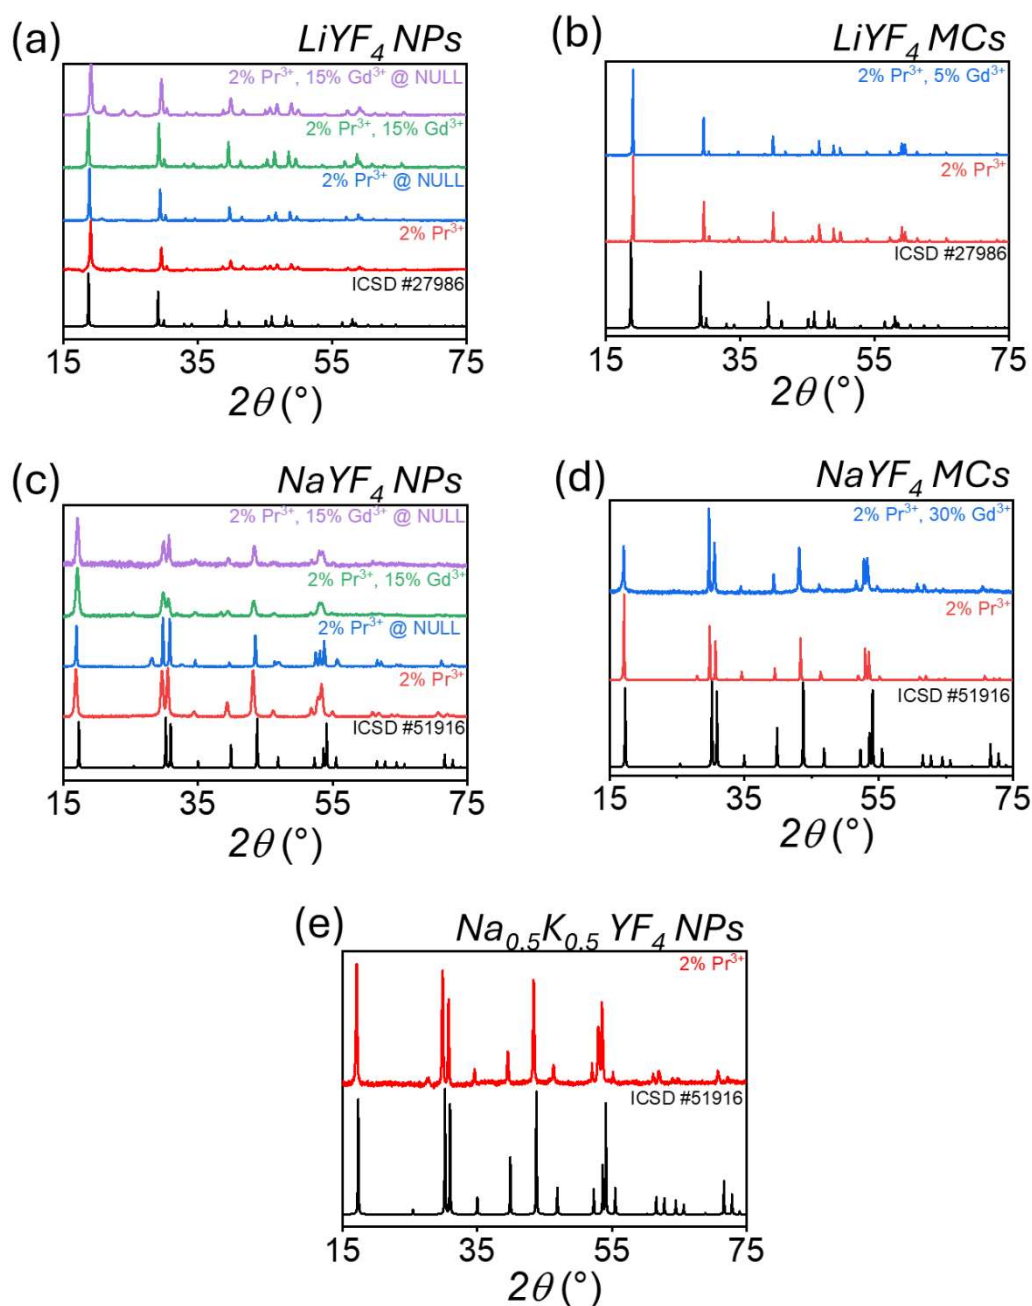 (a)
LiYF₄ NPs
2% Pr³⁺, 15% Gd³⁺ @ NULL
2% Pr³⁺, 15% Gd³⁺
2% Pr³⁺ @ NULL
2% Pr³⁺
ICSD #27986
15 35 55 75
2θ (°)
(b)
LiYF₄ MCs
2% Pr³⁺, 5% Gd³⁺
2% Pr³⁺
ICSD #27986
15 35 55 75
2θ (°)
(c)
NaYF₄ NPs
2% Pr³⁺, 15% Gd³⁺ @ NULL
2% Pr³⁺, 15% Gd³⁺
2% Pr³⁺ @ NULL
2% Pr³⁺
ICSD #51916
15 35 55 75
2θ (°)
(d)
NaYF₄ MCs
2% Pr³⁺, 30% Gd³⁺
2% Pr³⁺
ICSD #51916
15 35 55 75
2θ (°)
(e)
Na₀.₅K₀.₅ YF₄ NPs
2% Pr³⁺
ICSD #51916
15 35 55 75
2θ (°)